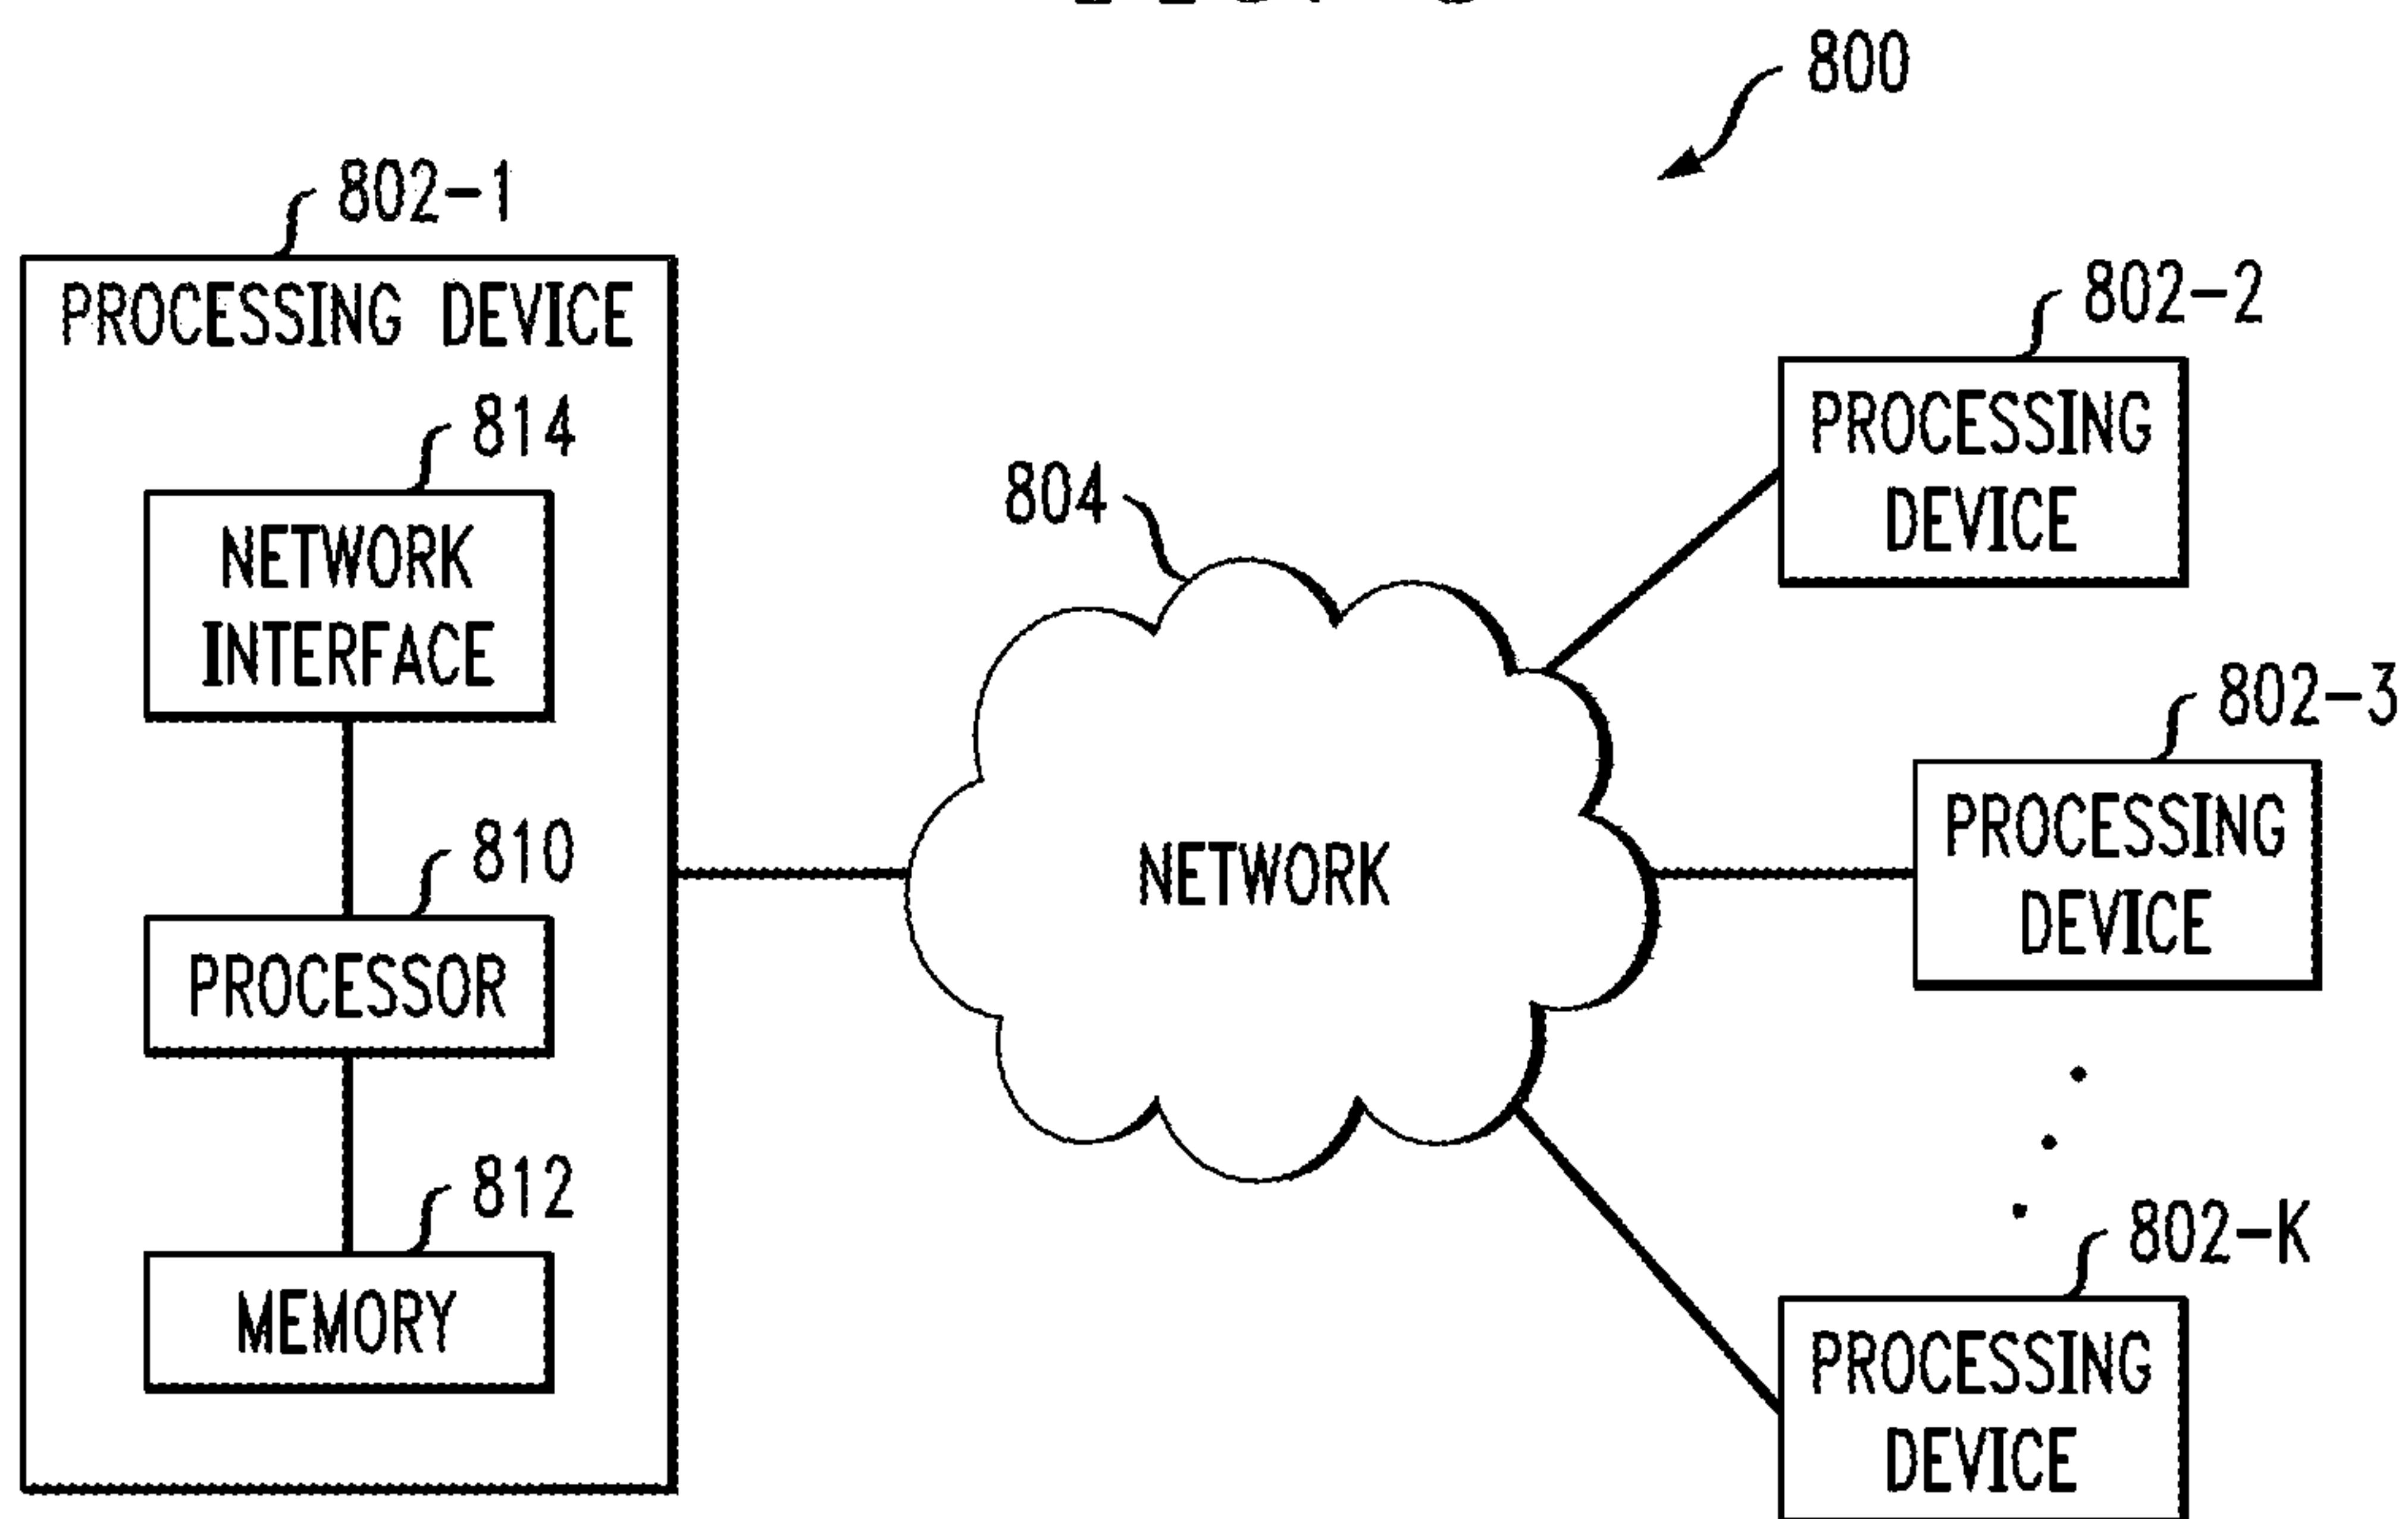 800
802-1
PROCESSING DEVICE
814
NETWORK
INTERFACE
810
PROCESSOR
812
MEMORY
804
NETWORK
802-2
PROCESSING
DEVICE
802-3
PROCESSING
DEVICE
802-K
PROCESSING
DEVICE